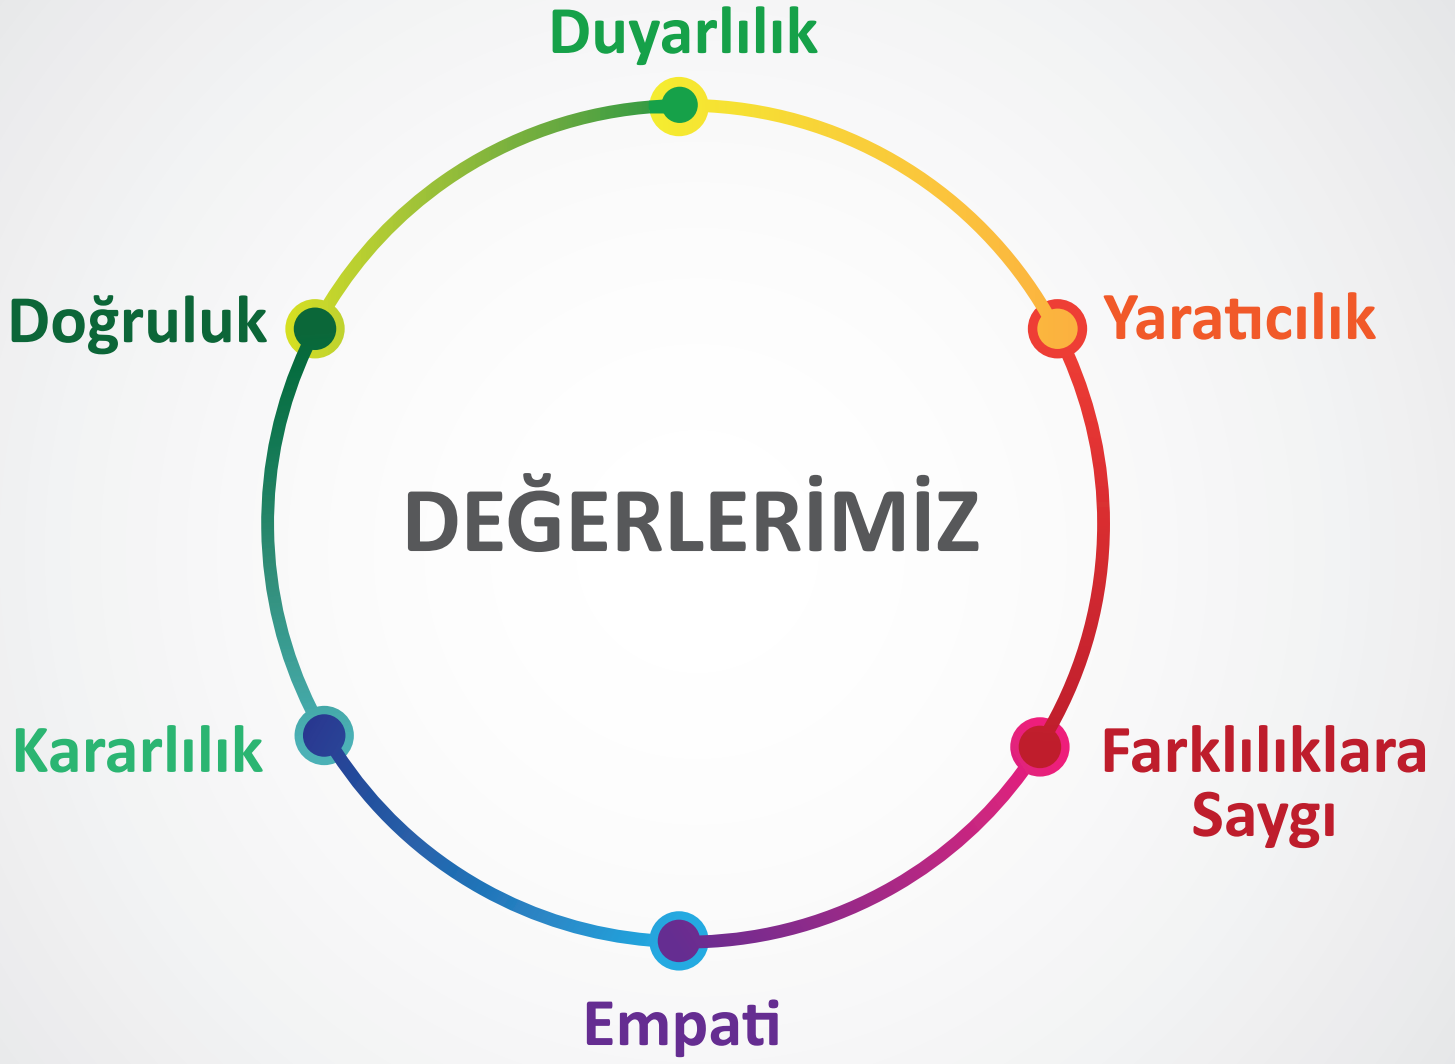 Duyarlılık
Doğruluk
Yaratıcılık
DEĞERLERİMİZ
Kararlılık
Farklılıklara
Saygı
Empati